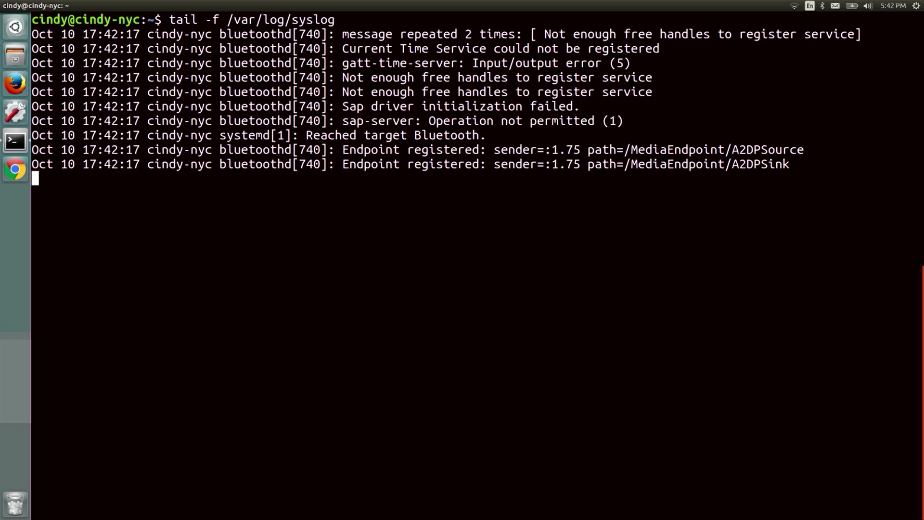 cindy@cindy-nyc: ~
En
5:42 PM
cindy@cindy-nyc:~$ tail -f /var/log/syslog
Oct 10 17:42:17 cindy-nyc bluetoothd[740]: message repeated 2 times: [ Not enough free handles to register service]
Oct 10 17:42:17 cindy-nyc bluetoothd[740]: Current Time Service could not be registered
Oct 10 17:42:17 cindy-nyc bluetoothd[740]: gatt-time-server: Input/output error (5)
Oct 10 17:42:17 cindy-nyc bluetoothd[740]: Not enough free handles to register service
Oct 10 17:42:17 cindy-nyc bluetoothd[740]: Not enough free handles to register service
Oct 10 17:42:17 cindy-nyc bluetoothd[740]: Sap driver initialization failed.
Oct 10 17:42:17 cindy-nyc bluetoothd[740]: sap-server: Operation not permitted (1)
Oct 10 17:42:17 cindy-nyc systemd[1]: Reached target Bluetooth.
Oct 10 17:42:17 cindy-nyc bluetoothd[740]: Endpoint registered: sender=:1.75 path=/MediaEndpoint/A2DPSource
Oct 10 17:42:17 cindy-nyc bluetoothd[740]: Endpoint registered: sender=:1.75 path=/MediaEndpoint/A2DPSink